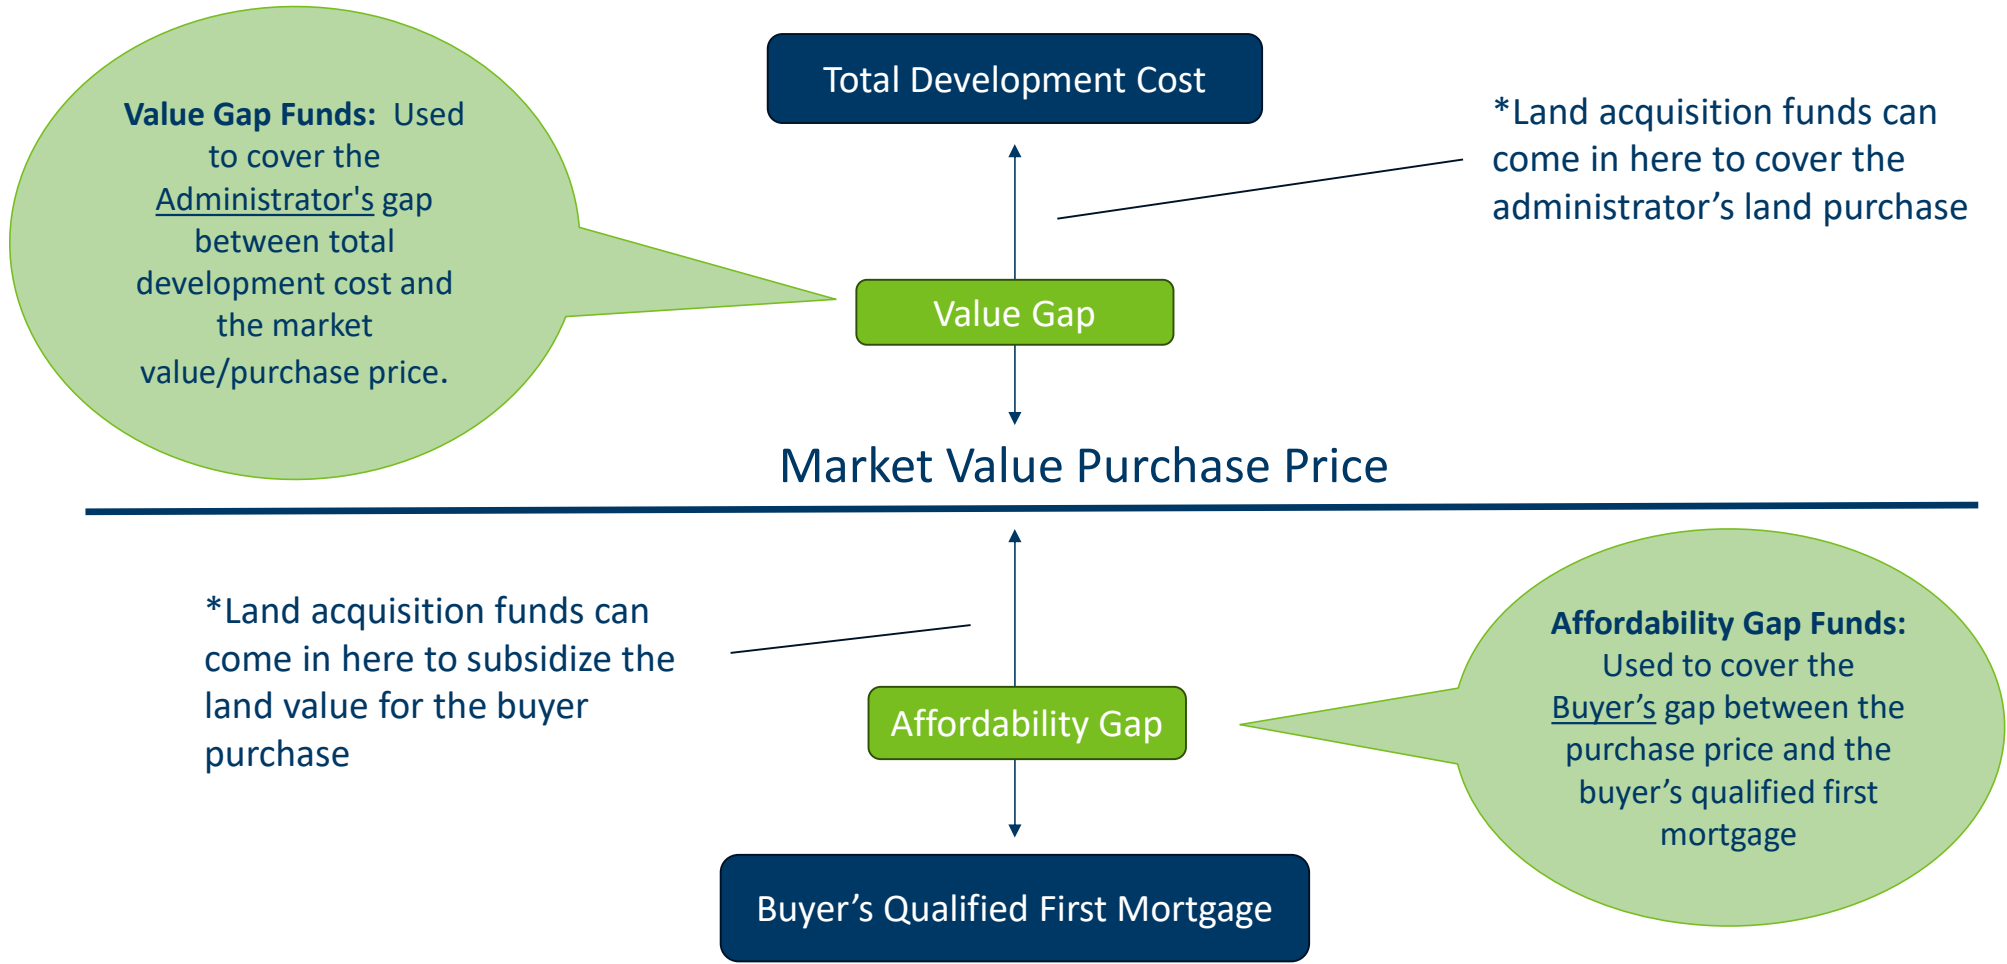 Total Development Cost
Value Gap Funds:  Used
to cover the
Administrator's gap
between total
development cost and
the market
value/purchase price.
*Land acquisition funds can
come in here to cover the
administrator’s land purchase
Value Gap
Market Value Purchase Price
*Land acquisition funds can
come in here to subsidize the
land value for the buyer
purchase
Affordability Gap
Affordability Gap Funds:
Used to cover the
Buyer’s gap between the
purchase price and the
buyer’s qualified first
mortgage
Buyer’s Qualified First Mortgage